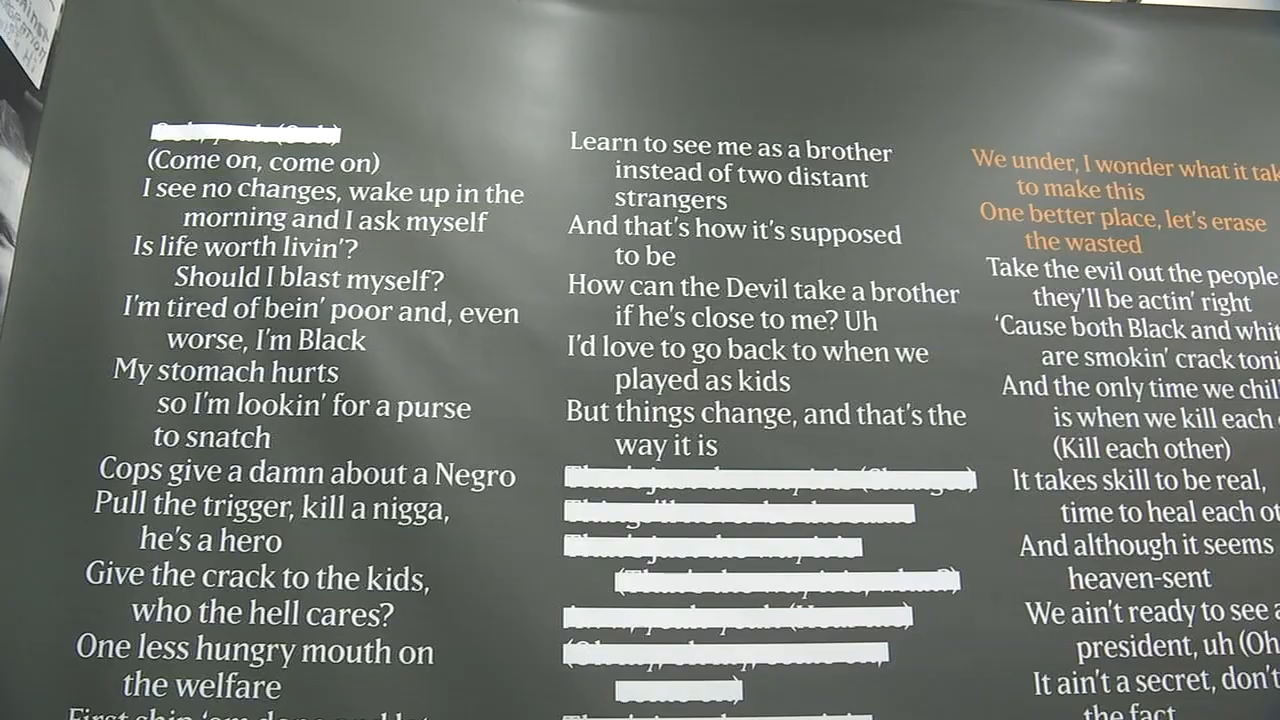 (Come on, come on)
I see no changes, wake up in the
morning and I ask myself
Is life worth livin'?
Should I blast myself?
I'm tired of bein' poor and, even
worse, I'm Black
My stomach hurts
so I'm lookin' for a purse
to snatch
Cops give a damn about a Negro
Pull the trigger, kill a nigga,
he's a hero
Give the crack to the kids,
who the hell cares?
One less hungry mouth on
the welfare
Learn to see me as a brother
instead of two distant
strangers
And that's how it's supposed
to be
How can the Devil take a brother
if he's close to me? Uh
I'd love to go back to when we
played as kids
But things change, and that's the
way it is
We under, I wonder what it tak
to make this
One better place, let's erase
the wasted
Take the evil out the people
they'll be actin' right
'Cause both Black and whit
are smokin' crack toni
And the only time we chil
is when we kill each
(Kill each other)
It takes skill to be real,
time to heal each ot
And although it seems
heaven-sent
We ain't ready to see a
president, uh (Oh
It ain't a secret, don't
the fact